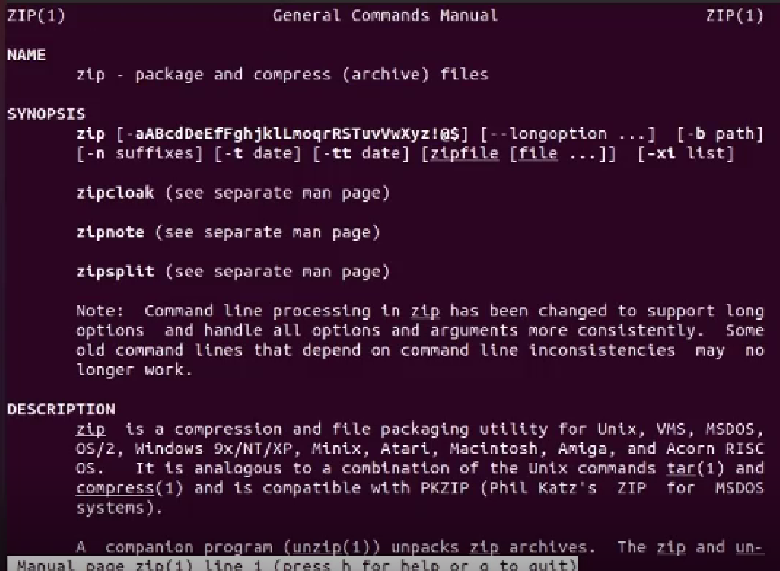 ZIP(1) General Commands Manual ZIP(1)
NAME
zip - package and compress (archive) files
SYNOPSIS
zip [-aABcdDeEfFghjklLmoqrRSTuvVwXyz!@$] [--longoption ...] [-b path]
[-n suffixes] [-t date] [-tt date] [zipfile [file ...]] [-xi list]
zipcloak (see separate man page)
zipnote (see separate man page)
zipsplit (see separate man page)
Note: Command line processing in zip has been changed to support long
options and handle all options and arguments more consistently. Some
old command lines that depend on command line inconsistencies may no
longer work.
DESCRIPTION
zip is a compression and file packaging utility for Unix, VMS, MSDOS,
OS/2, Windows 9x/NT/XP, Minix, Atari, Macintosh, Amiga, and Acorn RISC
OS. It is analogous to a combination of the Unix commands tar(1) and
compress(1) and is compatible with PKZIP (Phil Katz's ZIP for MSDOS
systems).
A companion program (unzip(1)) unpacks zip archives. The zip and un-
Manual page zip(1) line 1 (press h for help or q to quit)